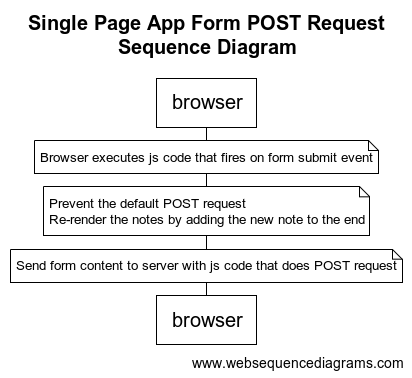 Single Page App Form POST Request
Sequence Diagram
browser
Browser executes js code that fires on form submit event
Prevent the default POST request
Re-render the notes by adding the new note to the end
Send form content to server with js code that does POST request
browser
www.websequencediagrams.com